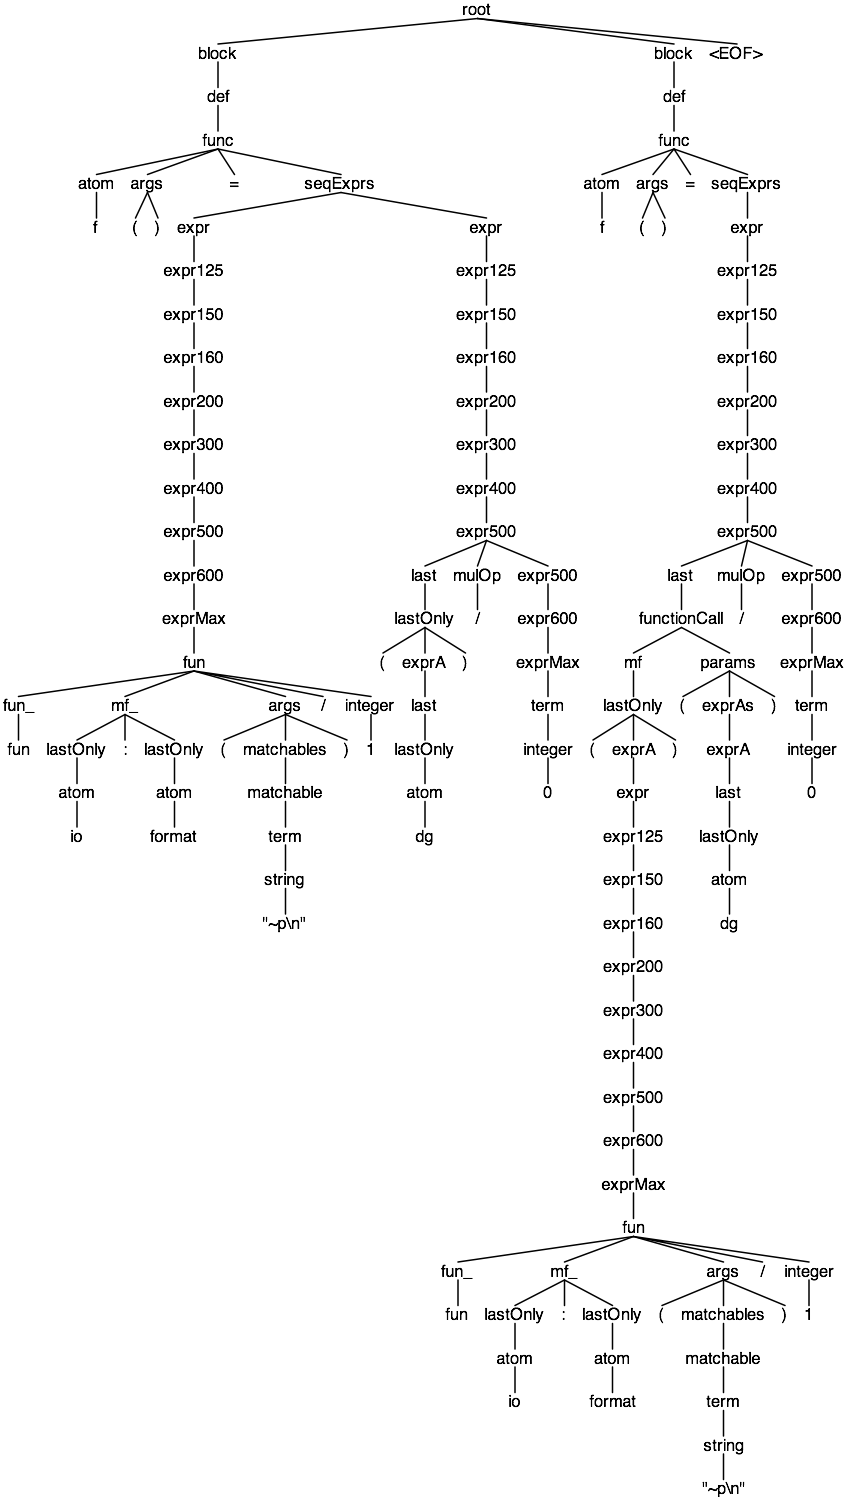 root
block block <EOF>
def def
func func
atom args = seqExprs atom args = seqExprs
f ( ) expr expr f ( ) expr
expr125 expr125 expr125
expr150 expr150 expr150
expr160 expr160 expr160
expr200 expr200 expr200
expr300 expr300 expr300
expr400 expr400 expr400
expr500 expr500 expr500
expr600 last mulOp expr500 last mulOp expr500
exprMax lastOnly / expr600 functionCall / expr600
fun ( exprA ) exprMax mf params exprMax
fun_ mf_ args / integer last term lastOnly ( exprAs ) term
fun lastOnly : lastOnly ( matchables ) 1 lastOnly integer ( exprA ) exprA integer
atom atom matchable atom 0 expr last 0
io format term dg expr125 lastOnly
string expr150 atom
"~p\n" expr160 dg
expr200
expr300
expr400
expr500
expr600
exprMax
fun
fun_ mf_ args / integer
fun lastOnly : lastOnly ( matchables ) 1
atom atom matchable
io format term
string
"~p\n"